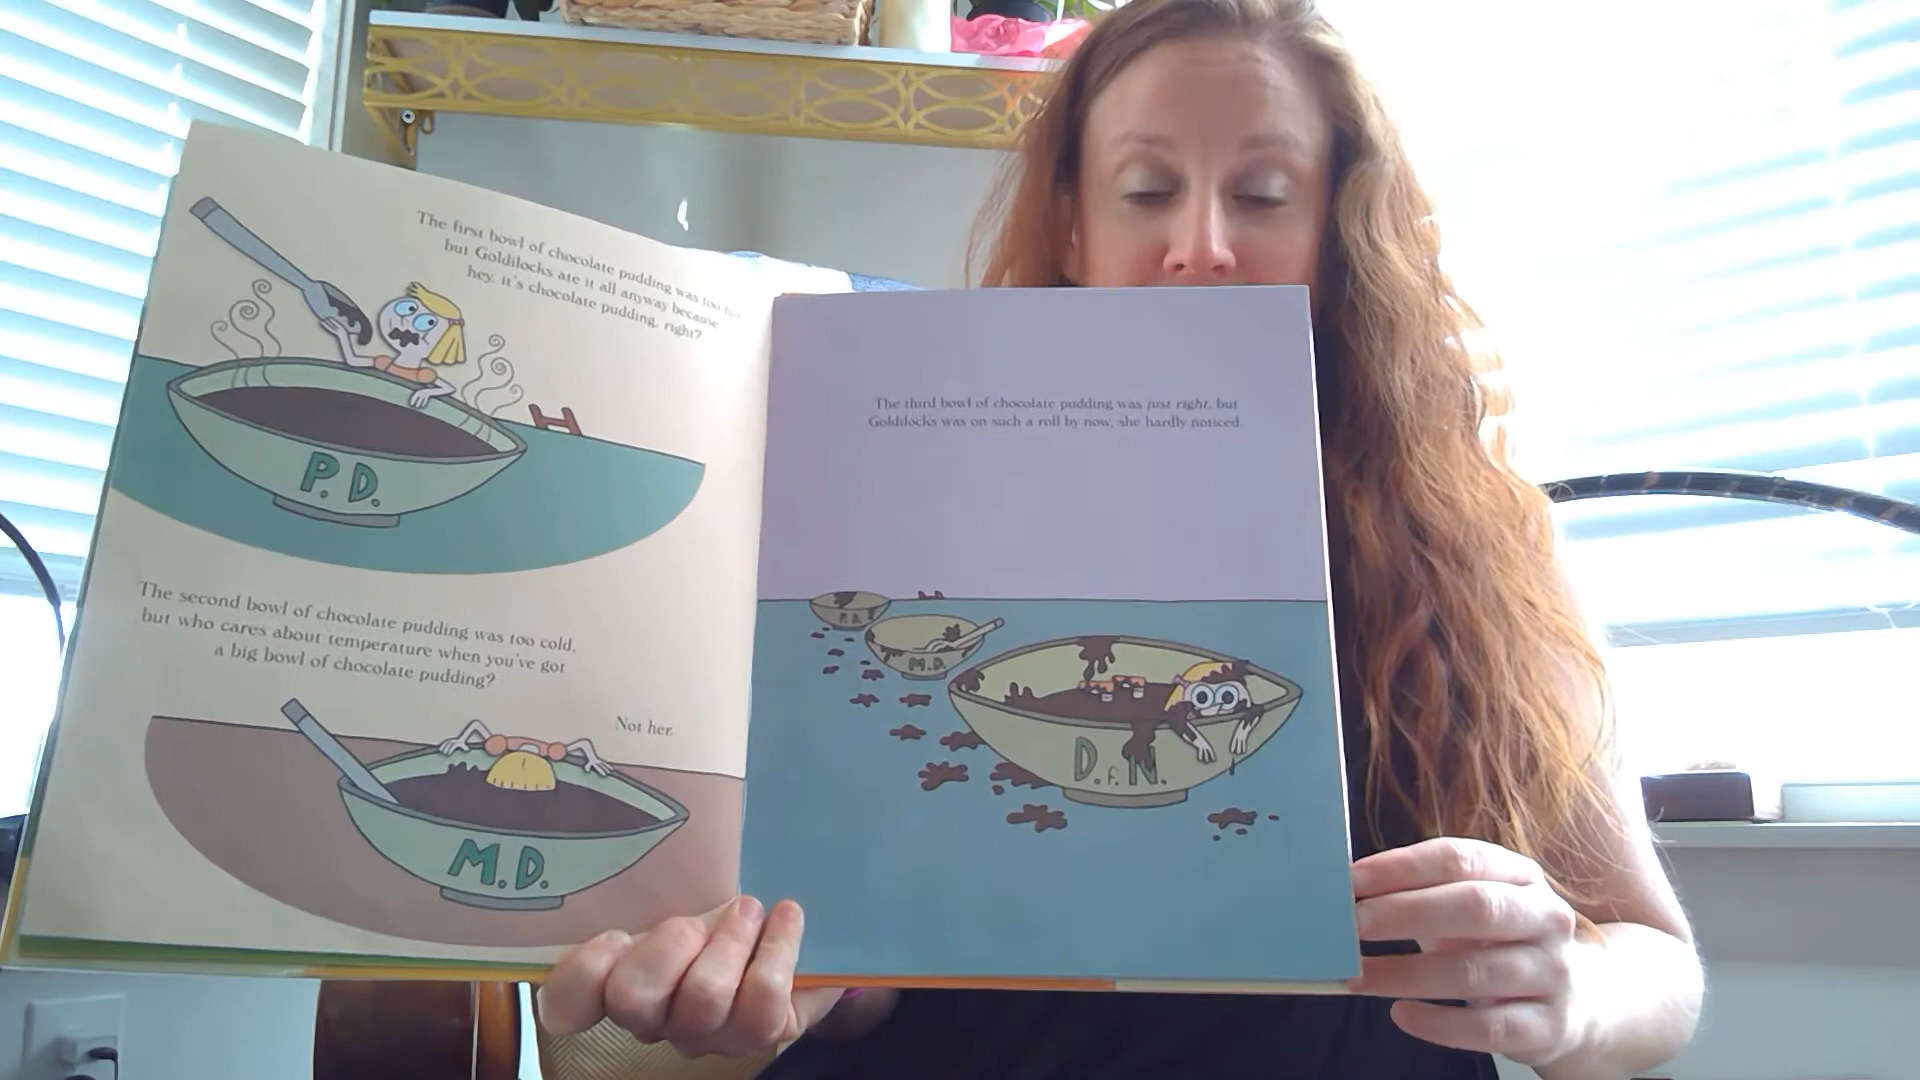 The first bowl of chocolate pudding was too hot,
but Goldilocks ate it all anyway because
hey, it's chocolate pudding, right?
P. D.
The second bowl of chocolate pudding was too cold,
but who cares about temperature when you've got
a big bowl of chocolate pudding?
Not her.
M. D.
The third bowl of chocolate pudding was just right, but
Goldilocks was on such a roll by now, she hardly noticed.
P. D.
M. D.
D. f. N.